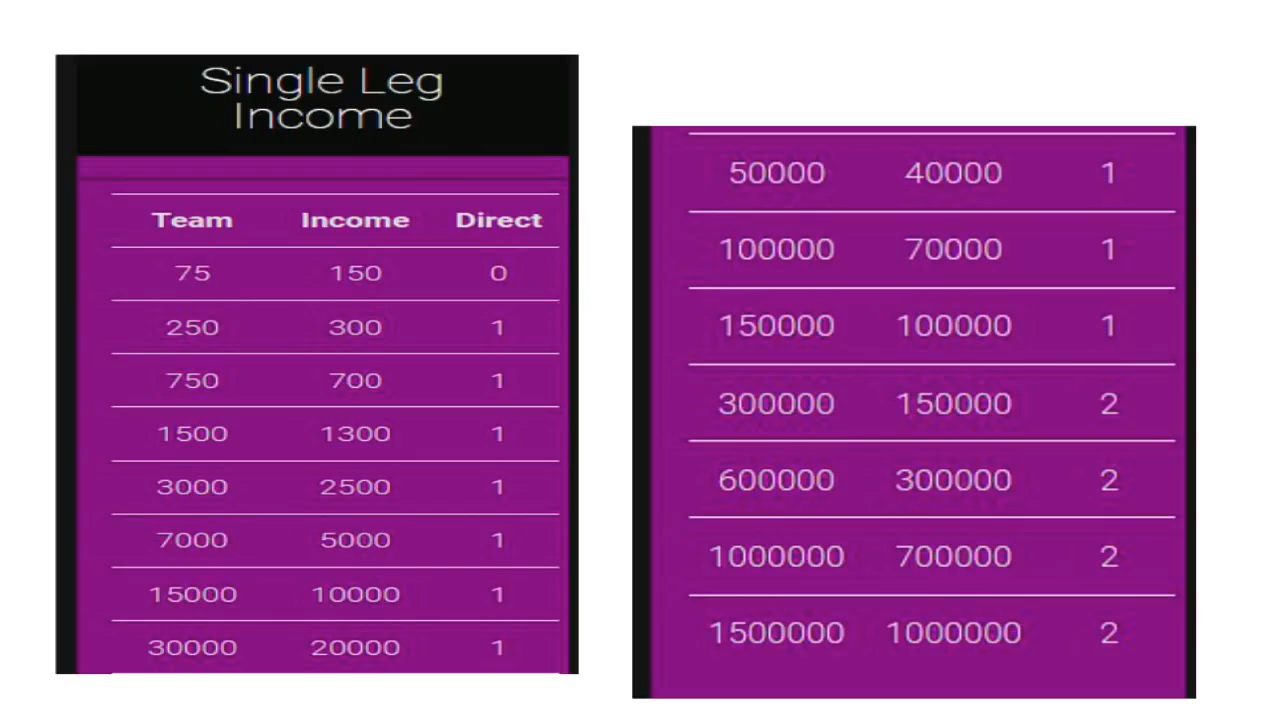 Single Leg
Income
Team Income Direct
75 150 0
250 300 1
750 700 1
1500 1300 1
3000 2500 1
7000 5000 1
15000 10000 1
30000 20000 1
50000 40000 1
100000 70000 1
150000 100000 1
300000 150000 2
600000 300000 2
1000000 700000 2
1500000 1000000 2